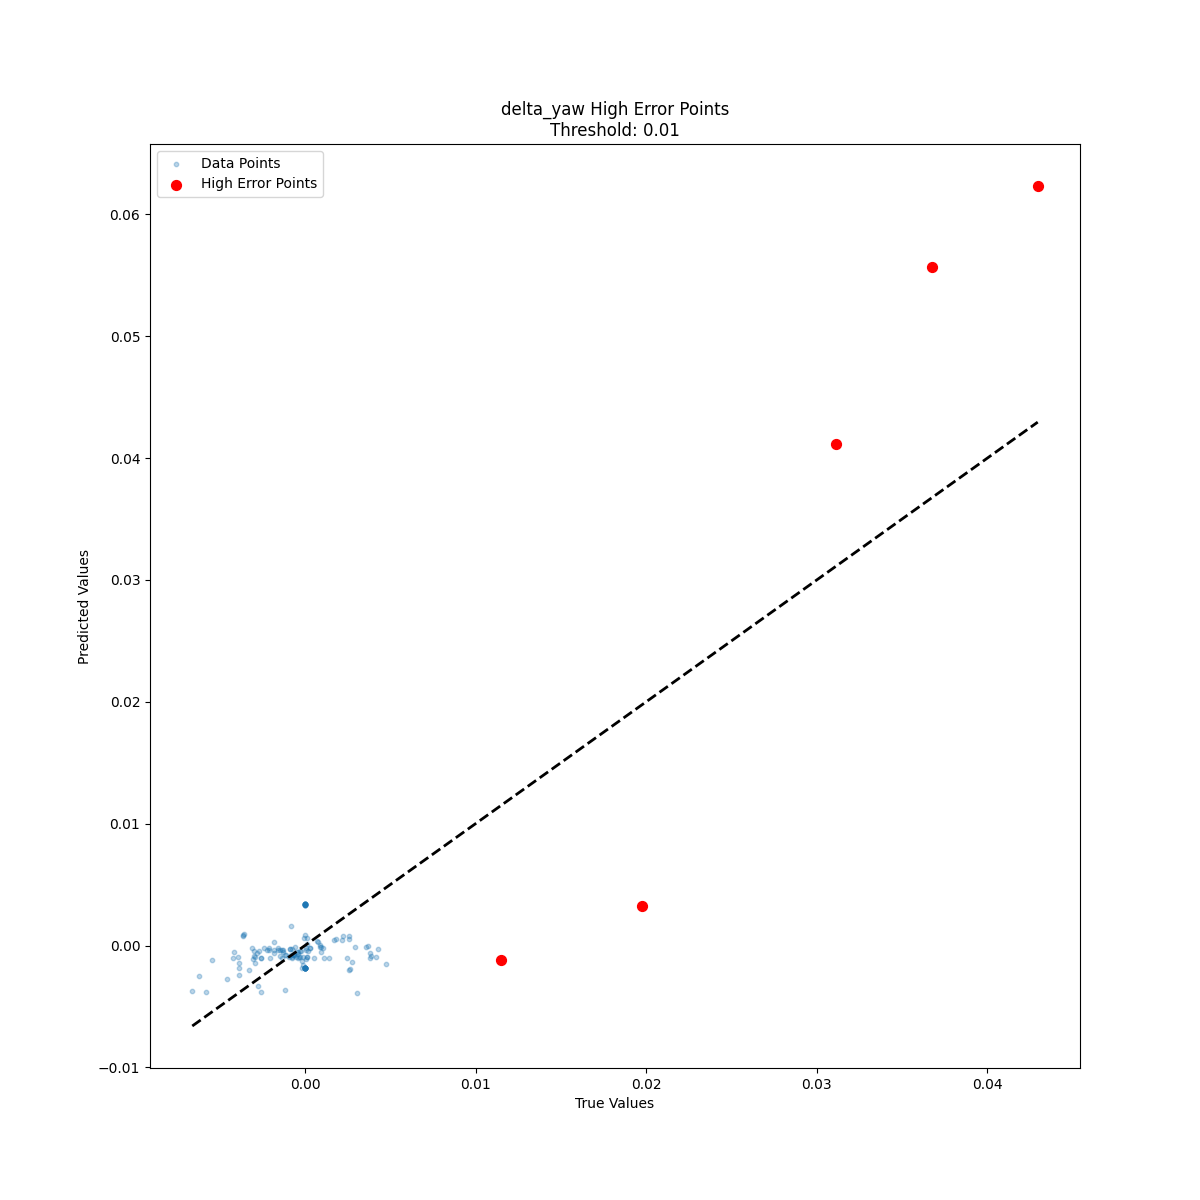 delta_yaw High Error Points
Threshold: 0.01
Data Points
High Error Points
0.06
0.05
0.04
0.03
0.02
0.01
0.00
−0.01
Predicted Values
0.00
0.01
0.02
0.03
0.04
True Values